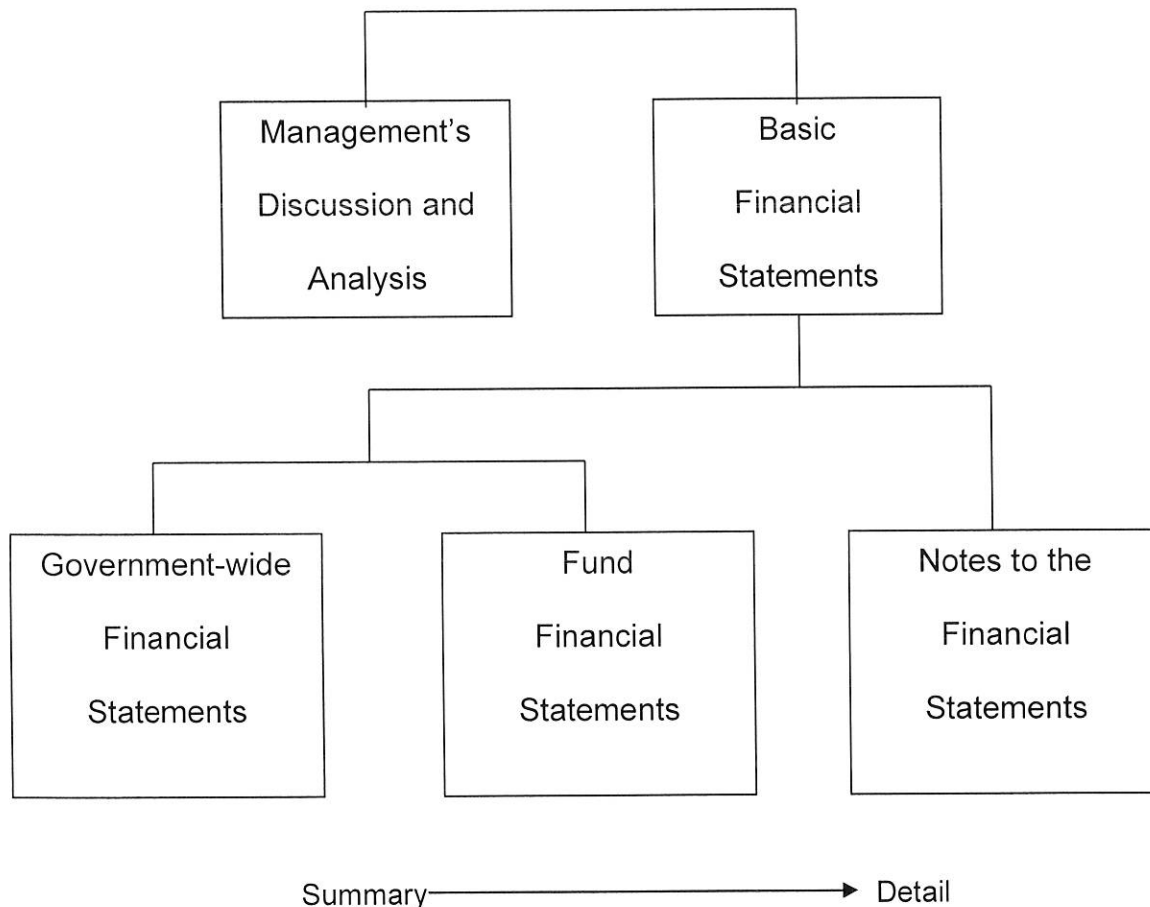 Management's
Discussion and
Analysis
Basic
Financial
Statements
Government-wide
Financial
Statements
Fund
Financial
Statements
Notes to the
Financial
Statements
Summary
Detail